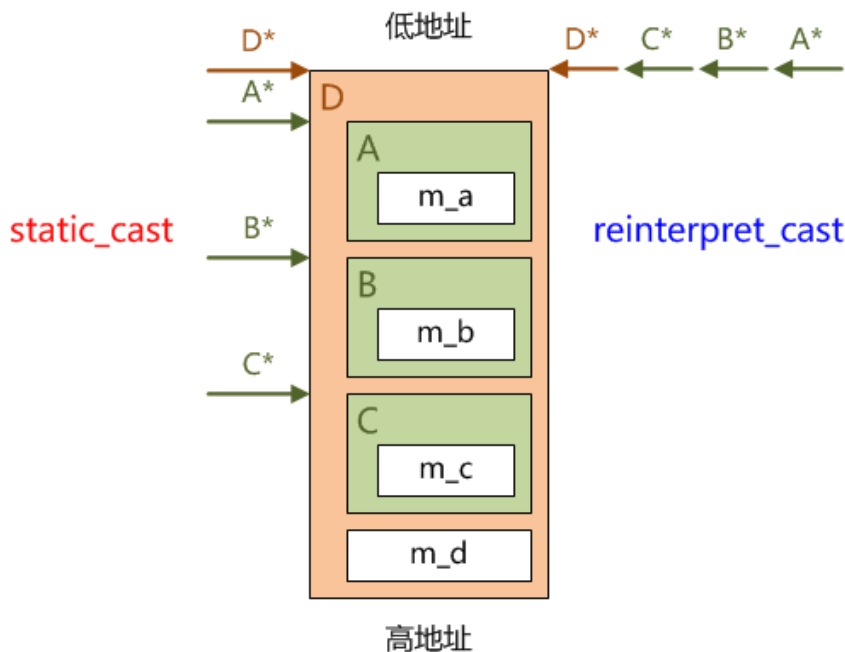 低地址
D*
D*
C*
B*
A*
D
A*
A
m_a
static_cast
B*
reinterpret_cast
B
m_b
C*
C
m_c
m_d
高地址